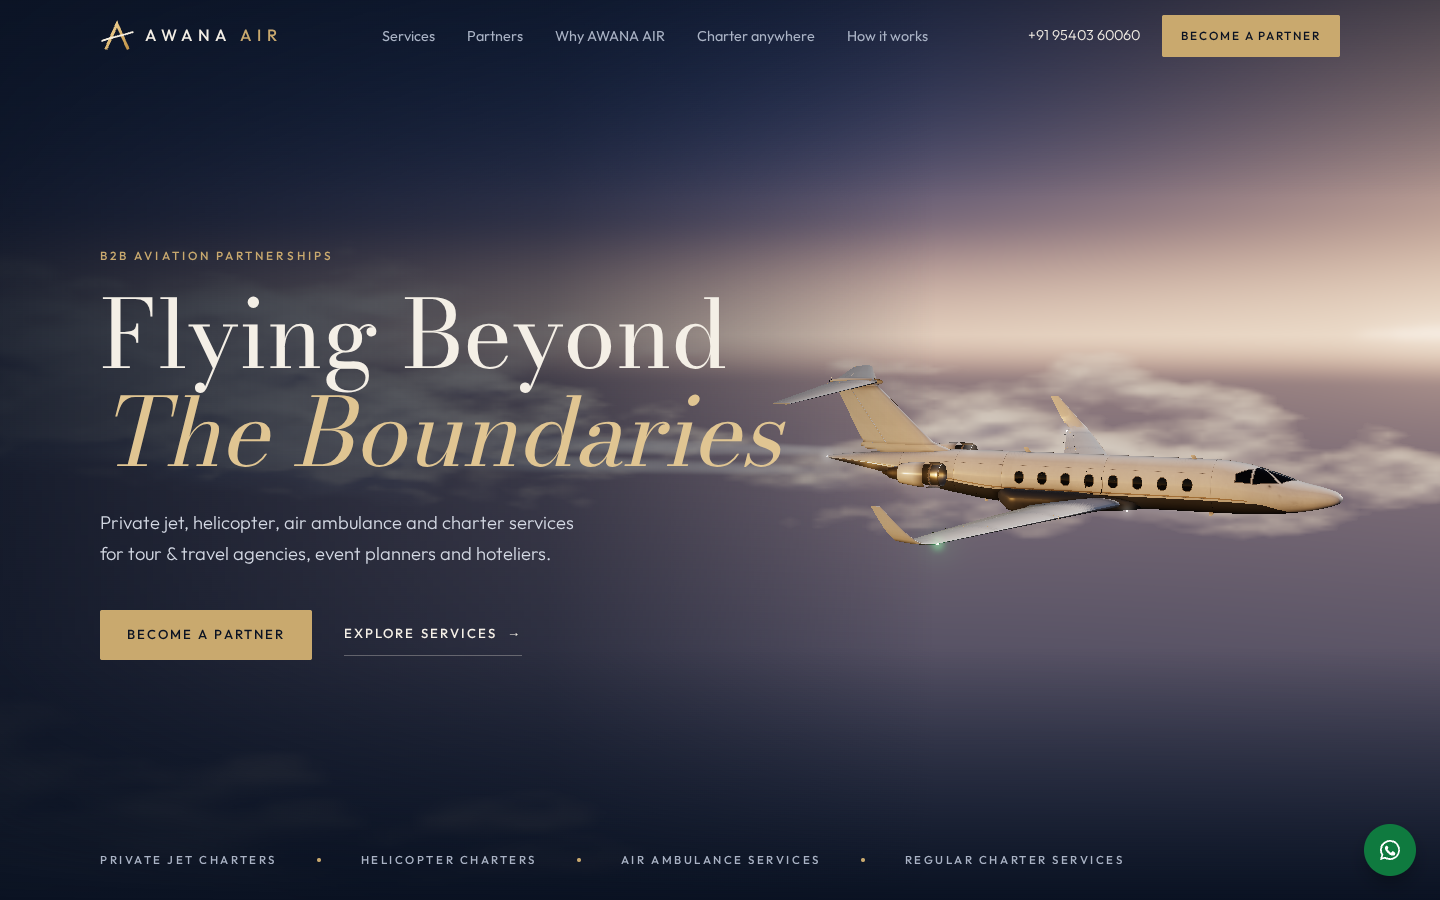 AWANA AIR
Services
Partners
Why AWANA AIR
Charter anywhere
How it works
+91 95403 60060
BECOME A PARTNER
B2B AVIATION PARTNERSHIPS
Flying Beyond
The Boundaries
Private jet, helicopter, air ambulance and charter services
for tour & travel agencies, event planners and hoteliers.
BECOME A PARTNER
EXPLORE SERVICES →
PRIVATE JET CHARTERS • HELICOPTER CHARTERS • AIR AMBULANCE SERVICES • REGULAR CHARTER SERVICES